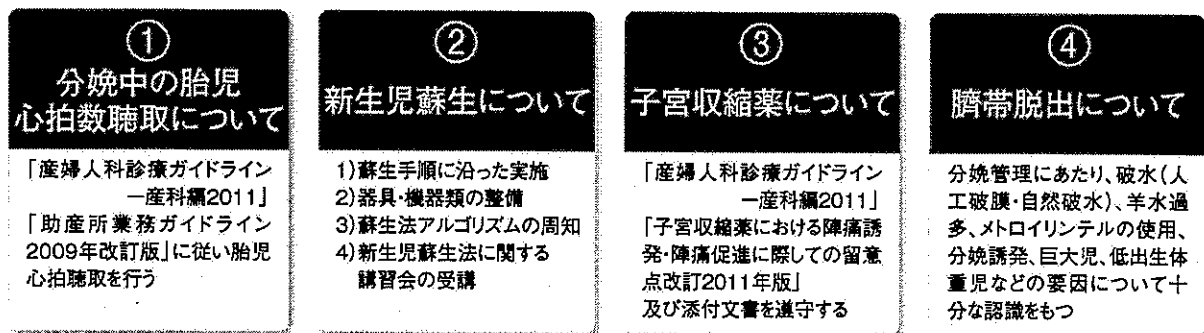 ①
分娩中の胎児
心拍数聴取について
「産婦人科診療ガイドライン
―産科編2011」
「助産所業務ガイドライン
2009年改訂版」に従い胎児
心拍聴取を行う
②
新生児蘇生について
1)蘇生手順に沿った実施
2)器具・機器類の整備
3)蘇生法アルゴリズムの周知
4)新生児蘇生法に関する
講習会の受講
③
子宮収縮薬について
「産婦人科診療ガイドライン
―産科編2011」
「子宮収縮薬における陣痛誘
発・陣痛促進に際しての留意
点改訂2011年版」
及び添付文書を遵守する
④
臍帯脱出について
分娩管理にあたり、破水(人
工破膜・自然破水)、羊水過
多、メトロイリンテルの使用、
分娩誘発、巨大児、低出生体
重児などの要因について十
分な認識をもつ